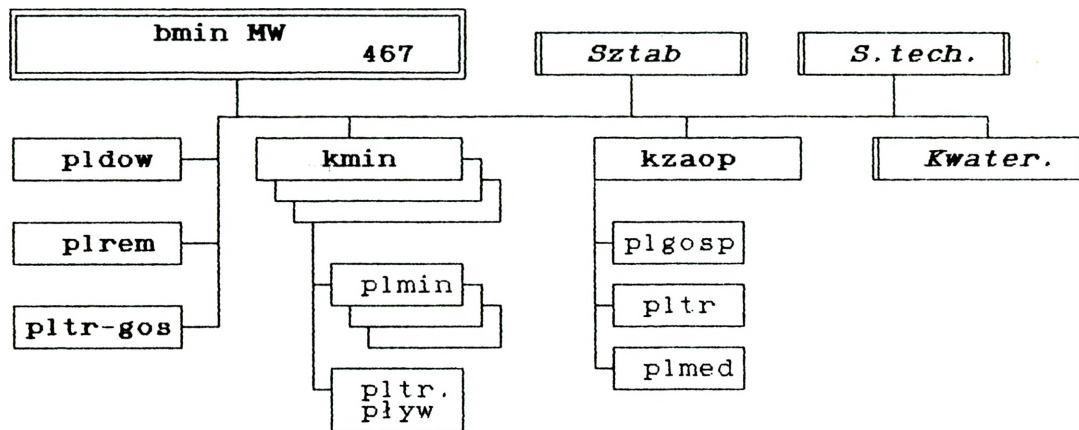 bmin MW
467
Sztab
S.tech.
pldow
kmin
kzaop
Kwater.
plrem
plgosp
plmin
pltr-gos
pltr
plmed
pltr.
pływ